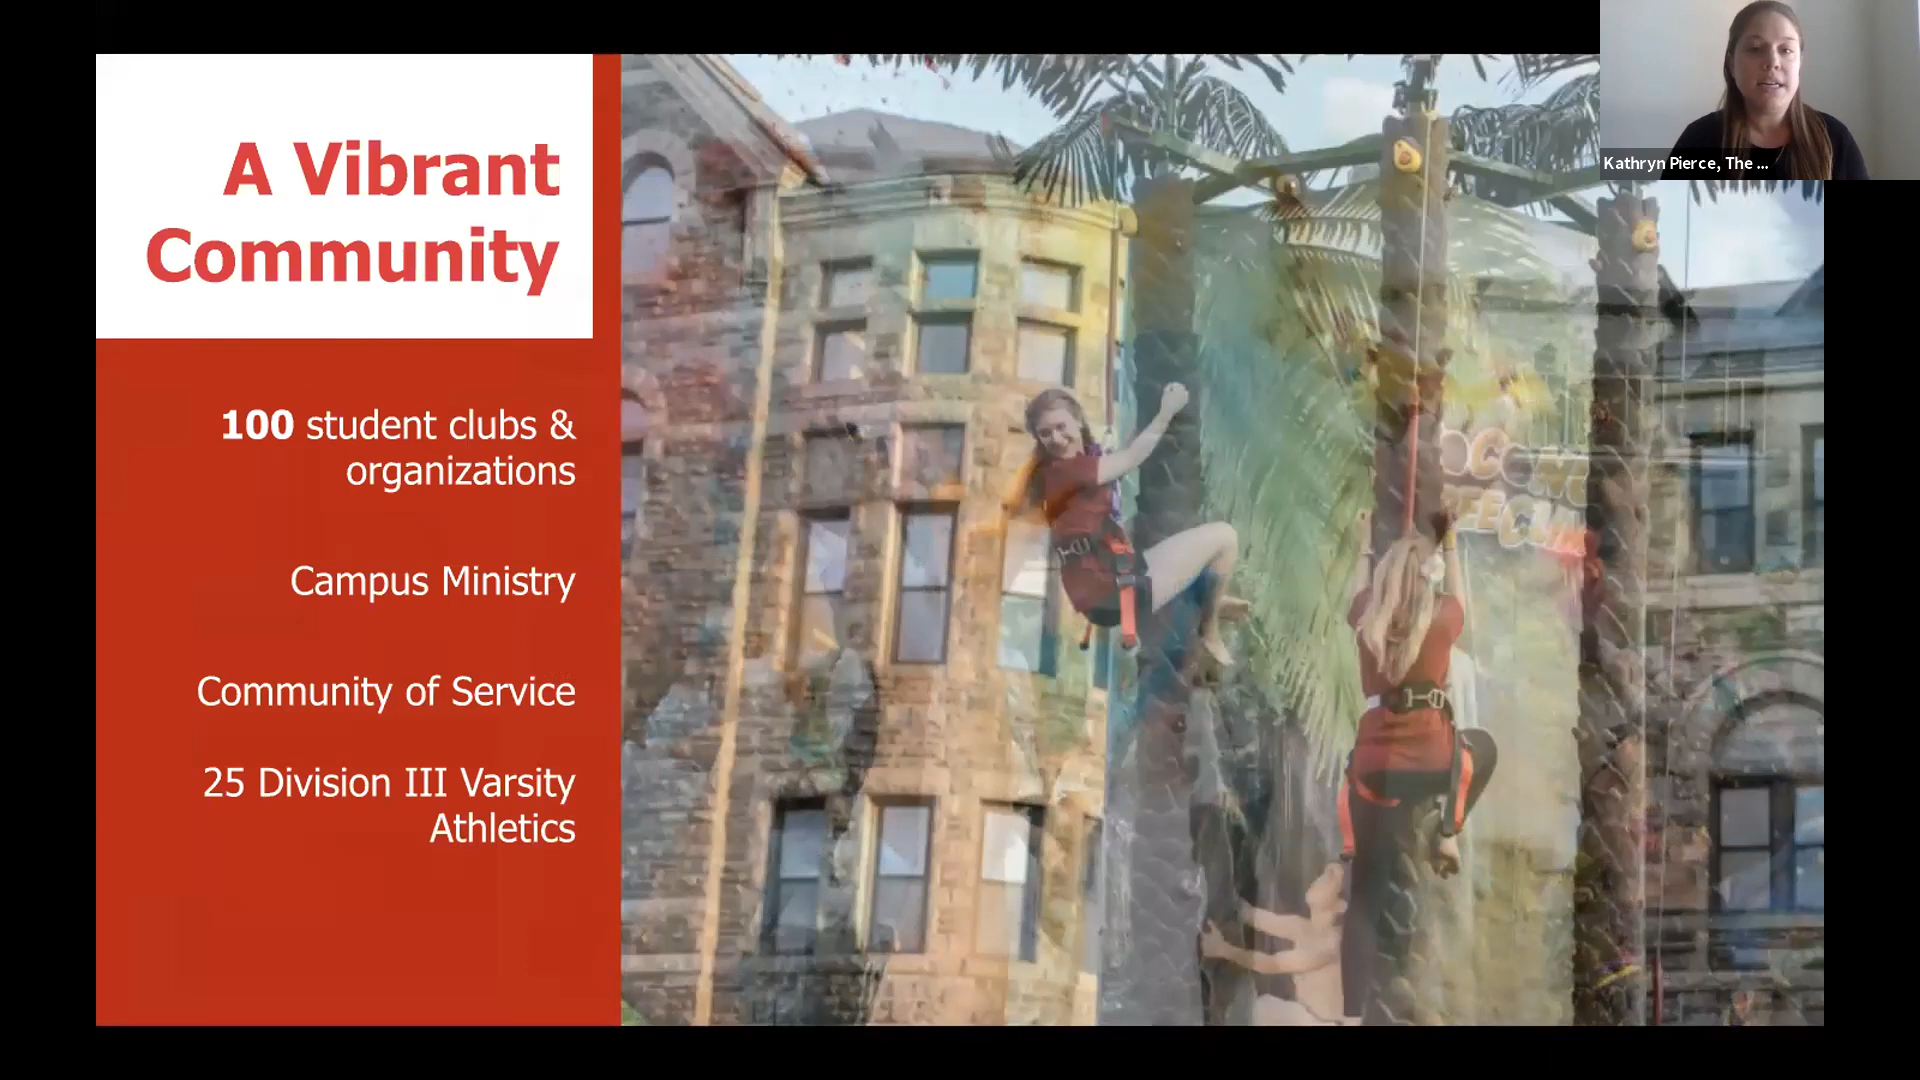 A Vibrant
Community
100 student clubs &
organizations
Campus Ministry
Community of Service
25 Division III Varsity
Athletics
Kathryn Pierce, The ...